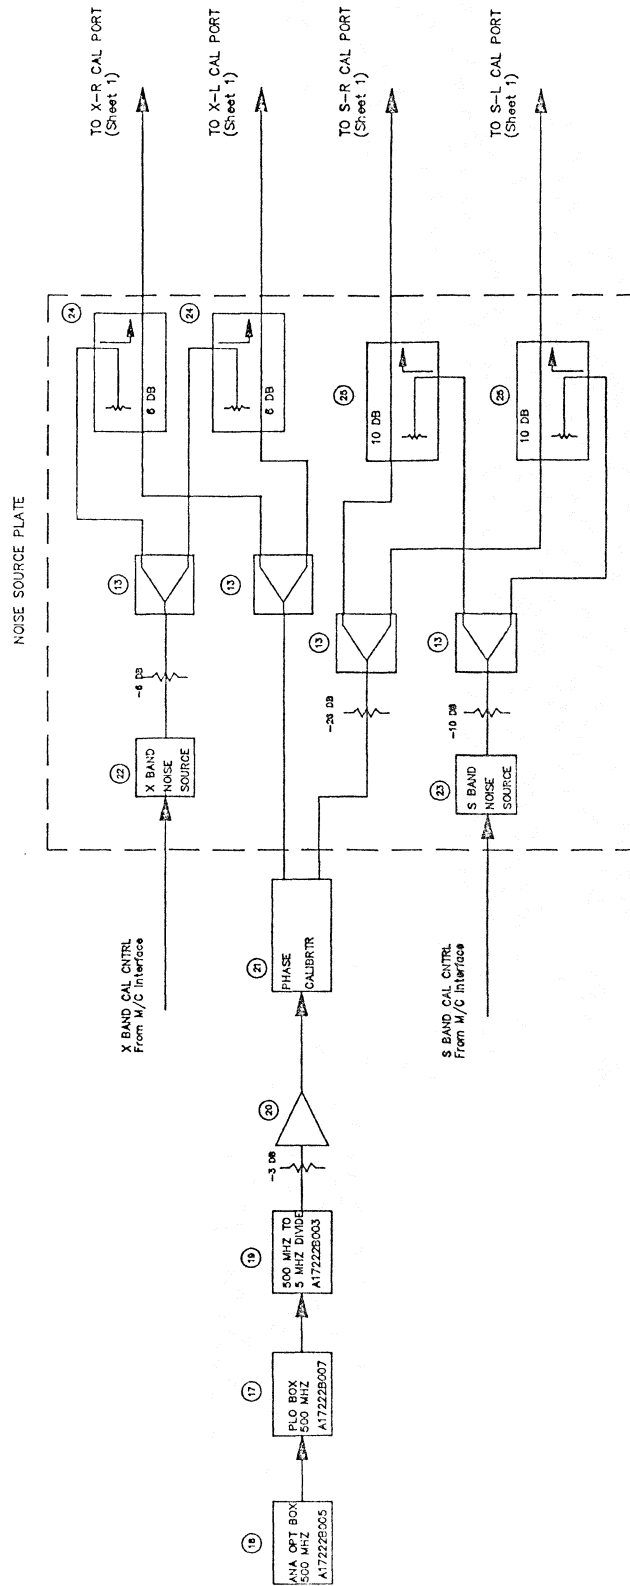 TO X-R CAL PORT
(Sheet 1)
TO X-L CAL PORT
(Sheet 1)
TO S-R CAL PORT
(Sheet 1)
TO S-L CAL PORT
(Sheet 1)
NOISE SOURCE PLATE
24
6 DB
24
6 DB
25
10 DB
25
10 DB
13
13
13
13
-6 DB
-20 DB
-10 DB
22
X BAND
NOISE
SOURCE
23
S BAND
NOISE
SOURCE
X BAND CAL CNTRL
From M/C Interface
21
PHASE
CALIBRTR
S BAND CAL CNTRL
From M/C Interface
20
-3 DB
19
500 MHZ TO
5 MHZ DIVIDE
A17222B003
17
PLO BOX
500 MHZ
A17222B007
ANA OPT BOX
500 MHZ
A17222B005